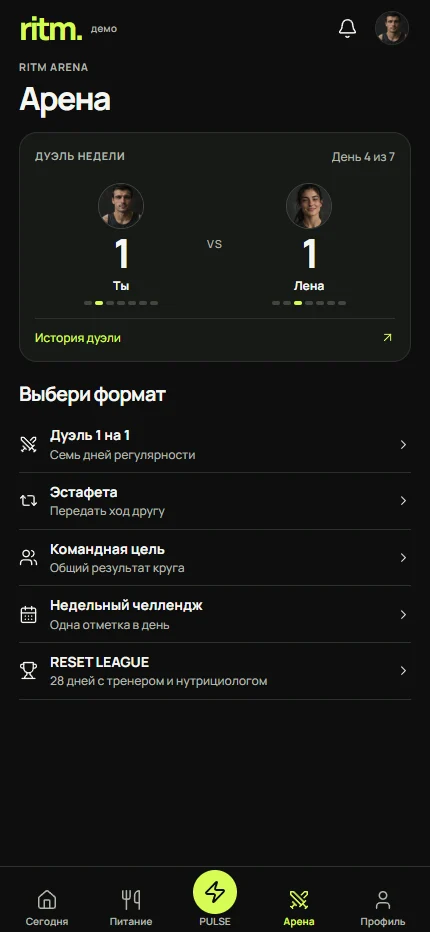 ritm. демо
RITM ARENA
Арена
ДУЭЛЬ НЕДЕЛИ День 4 из 7
1 VS 1
Ты Лена
История дуэли
Выбери формат
Дуэль 1 на 1
Семь дней регулярности
Эстафета
Передать ход другу
Командная цель
Общий результат круга
Недельный челлендж
Одна отметка в день
RESET LEAGUE
28 дней с тренером и нутрициологом
Сегодня Питание PULSE Арена Профиль